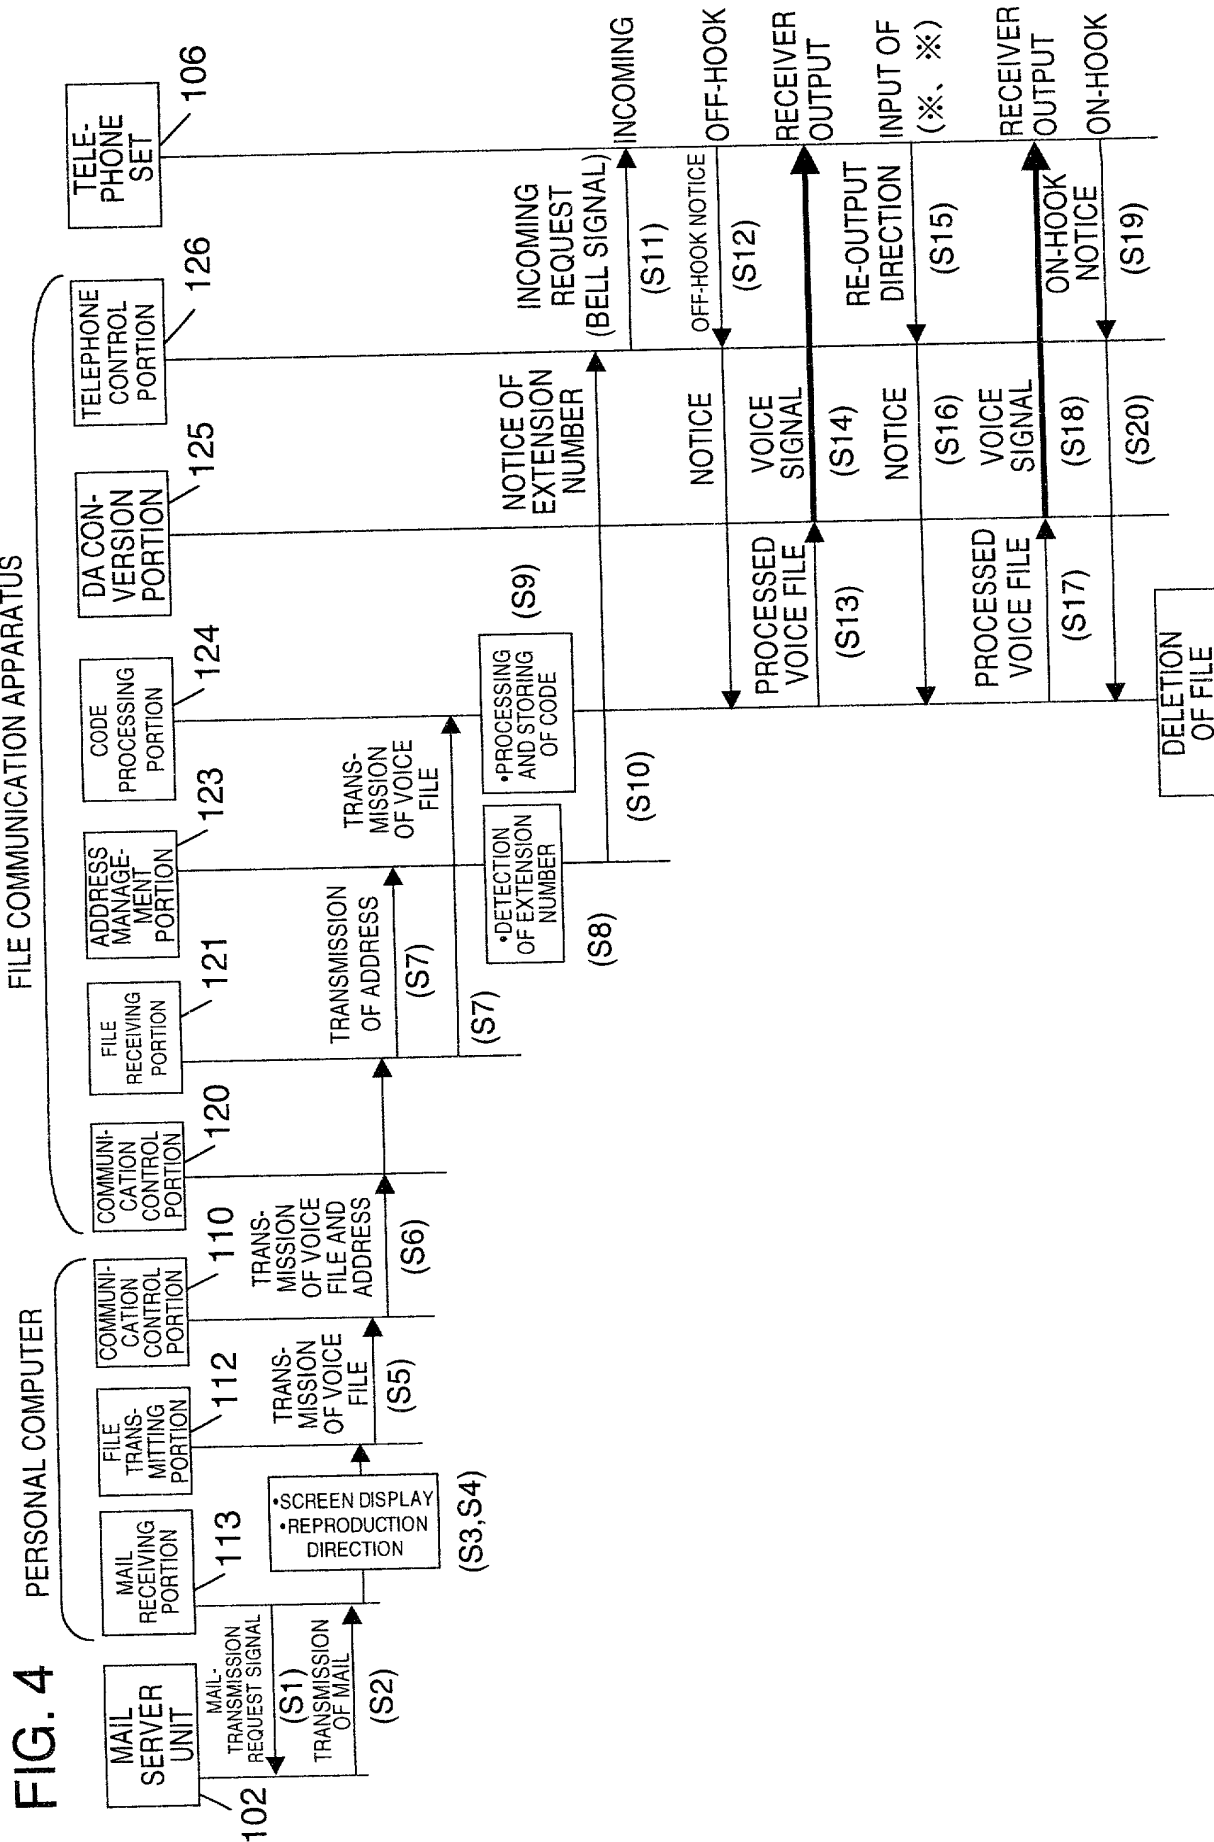 FIG. 4
PERSONAL COMPUTER
FILE COMMUNICATION APPARATUS
MAIL
SERVER
UNIT
102
MAIL
RECEIVING
PORTION
113
FILE
TRANS-
MITTING
PORTION
112
COMMUNI-
CATION
CONTROL
PORTION
110
COMMUNI-
CATION
CONTROL
PORTION
120
FILE
RECEIVING
PORTION
121
ADDRESS
MANAGE-
MENT
PORTION
123
CODE
PROCESSING
PORTION
124
DA CON-
VERSION
PORTION
125
TELEPHONE
CONTROL
PORTION
126
TELE-
PHONE
SET
106
MAIL-
TRANSMISSION
REQUEST SIGNAL
(S1)
TRANSMISSION
OF MAIL
(S2)
•SCREEN DISPLAY
•REPRODUCTION
DIRECTION
(S3,S4)
TRANS-
MISSION
OF VOICE
FILE
(S5)
TRANS-
MISSION
OF VOICE
FILE AND
ADDRESS
(S6)
TRANSMISSION
OF ADDRESS
(S7)
TRANS-
MISSION
OF VOICE
FILE
(S7)
•DETECTION
OF EXTENSION
NUMBER
(S8)
•PROCESSING
AND STORING
OF CODE
(S9)
NOTICE OF
EXTENSION
NUMBER
(S10)
INCOMING
REQUEST
(BELL SIGNAL)
(S11)
INCOMING
OFF-HOOK NOTICE
(S12)
OFF-HOOK
NOTICE
PROCESSED
VOICE FILE
(S13)
VOICE
SIGNAL
(S14)
RECEIVER
OUTPUT
RE-OUTPUT
DIRECTION
(S15)
INPUT OF
(※、※)
NOTICE
(S16)
PROCESSED
VOICE FILE
(S17)
VOICE
SIGNAL
(S18)
RECEIVER
OUTPUT
ON-HOOK
NOTICE
(S19)
ON-HOOK
(S20)
DELETION
OF FILE